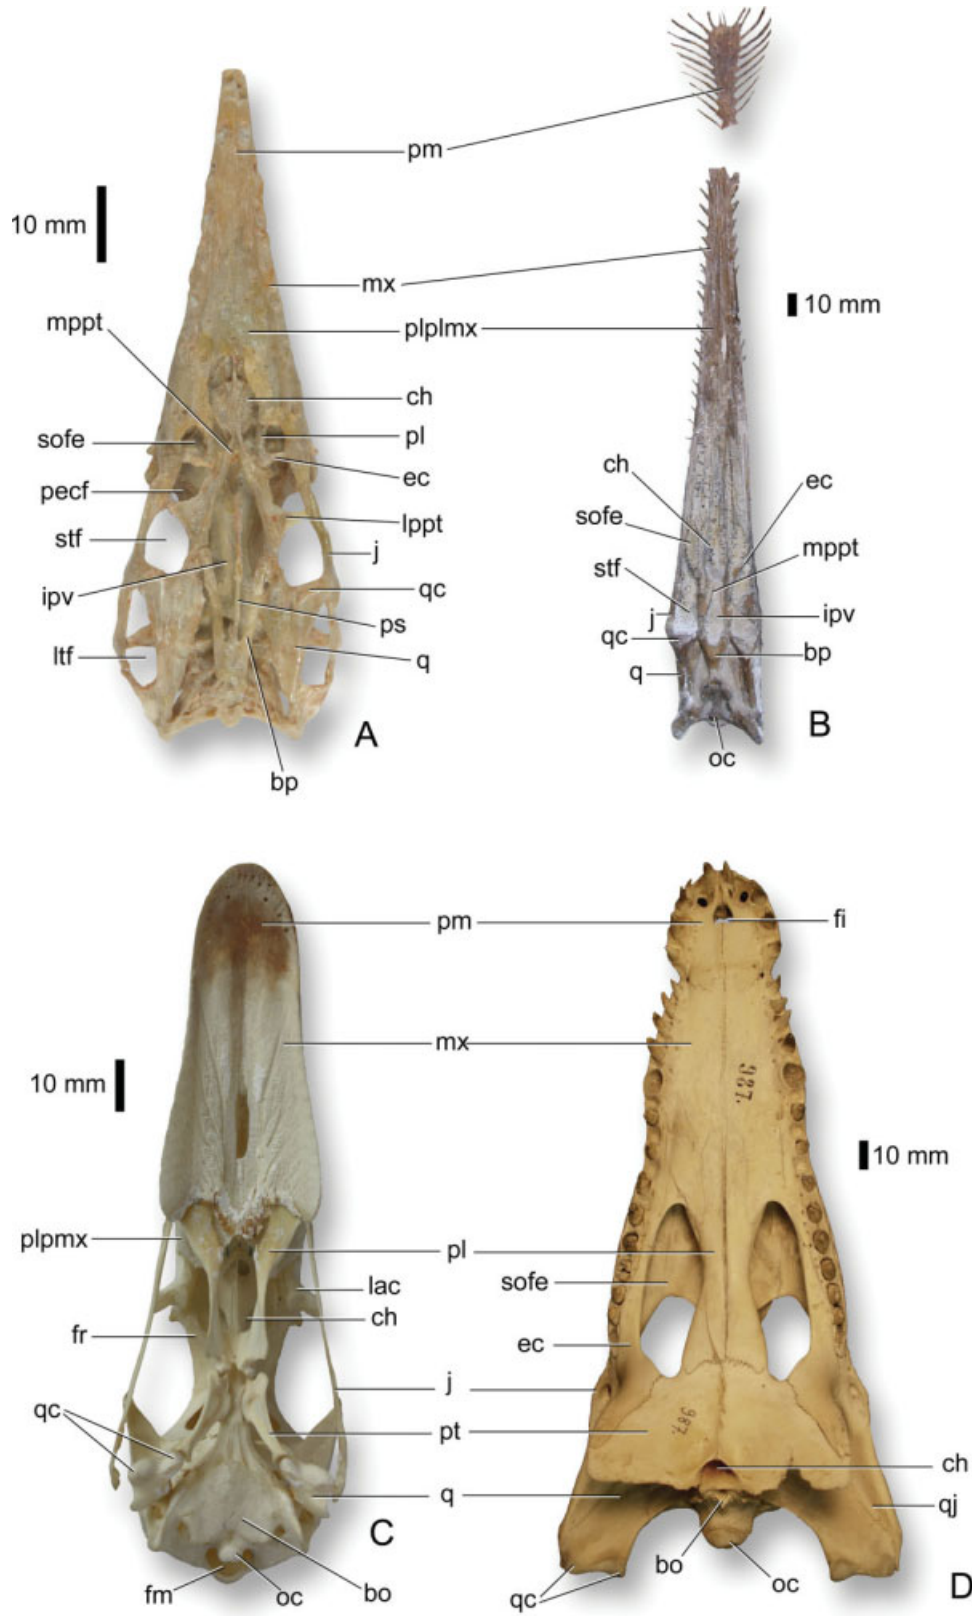 pm
10 mm
mx
10 mm
mppt
plplmx
ch
sofe
pl
ch
ec
pecf
ec
sofe
stf
lppt
mppt
j
stf
ipv
qc
j
ipv
ps
qc
bp
ltf
q
q
A
B
bp
oc
pm
fi
mx
10 mm
987.
10 mm
plpmx
pl
lac
sofe
ch
fr
ec
j
qc
pt
987.
ch
q
qj
C
bo
fm
oc
bo
oc
D
qc